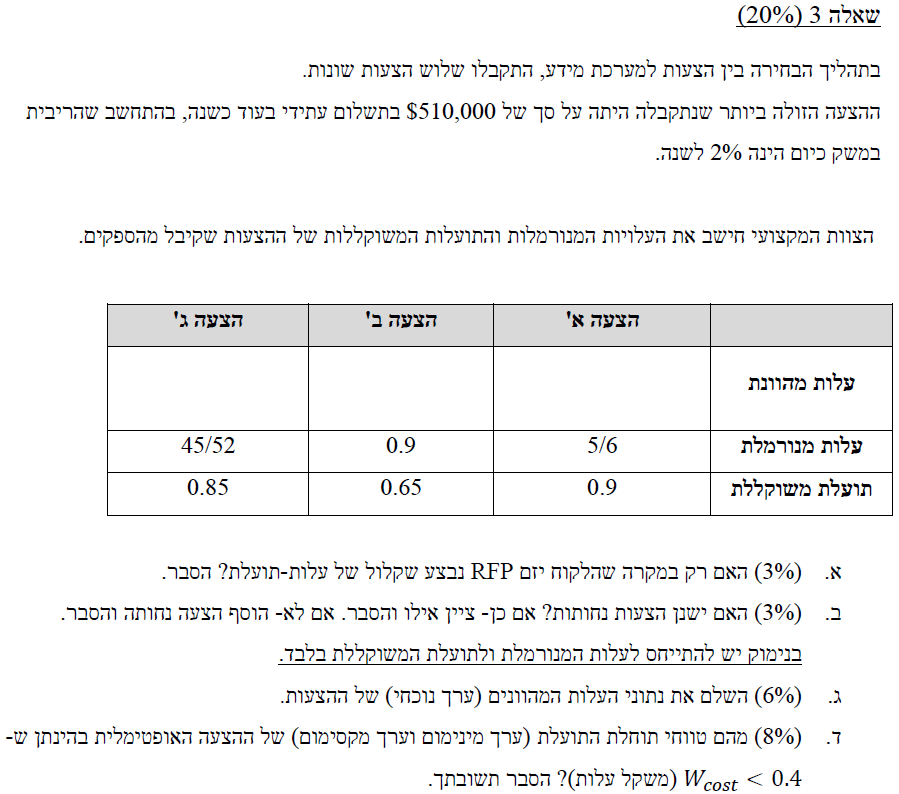 שאלה 3 (20%)
בתהליך הבחירה בין הצעות למערכת מידע, התקבלו שלוש הצעות שונות.
ההצעה הזולה ביותר שנתקבלה היתה על סך של 510,000$ בתשלום עתידי בעוד כשנה, בהתחשב שהריבית
במשק כיום הינה 2% לשנה.
הצוות המקצועי חישב את העלויות המנורמלות והתועלות המשוקללות של ההצעות שקיבל מהספקים.
הצעה א' הצעה ב' הצעה ג'
עלות מהוונת
עלות מנורמלת 5/6 0.9 45/52
תועלת משוקללת 0.9 0.65 0.85
א. (3%) האם רק במקרה שהלקוח יזם RFP נבצע שקלול של עלות-תועלת? הסבר.
ב. (3%) האם ישנן הצעות נחותות? אם כן- ציין אילו והסבר. אם לא- הוסף הצעה נחותה והסבר.
בנימוק יש להתייחס לעלות המנורמלת ולתועלת המשוקללת בלבד.
ג. (6%) השלם את נתוני העלות המהוונים (ערך נוכחי) של ההצעות.
ד. (8%) מהם טווחי תוחלת התועלת (ערך מינימום וערך מקסימום) של ההצעה האופטימלית בהינתן ש-
W_cost < 0.4 (משקל עלות)? הסבר תשובתך.